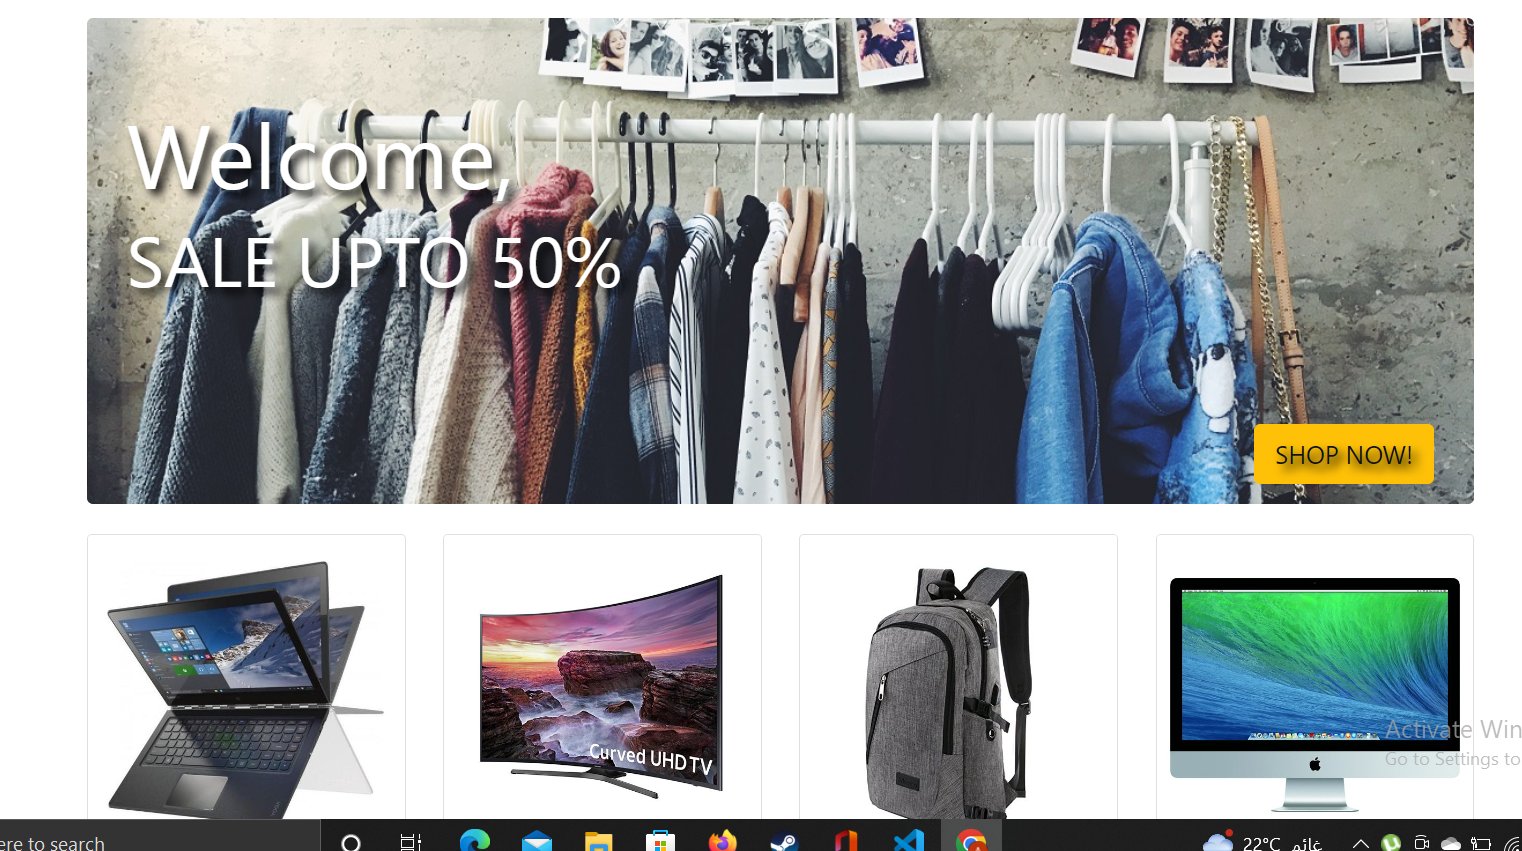 Welcome,
SALE UPTO 50%
SHOP NOW!
Curved UHD TV
Activate Win
Go to Settings to
ere to search
22°C غائم